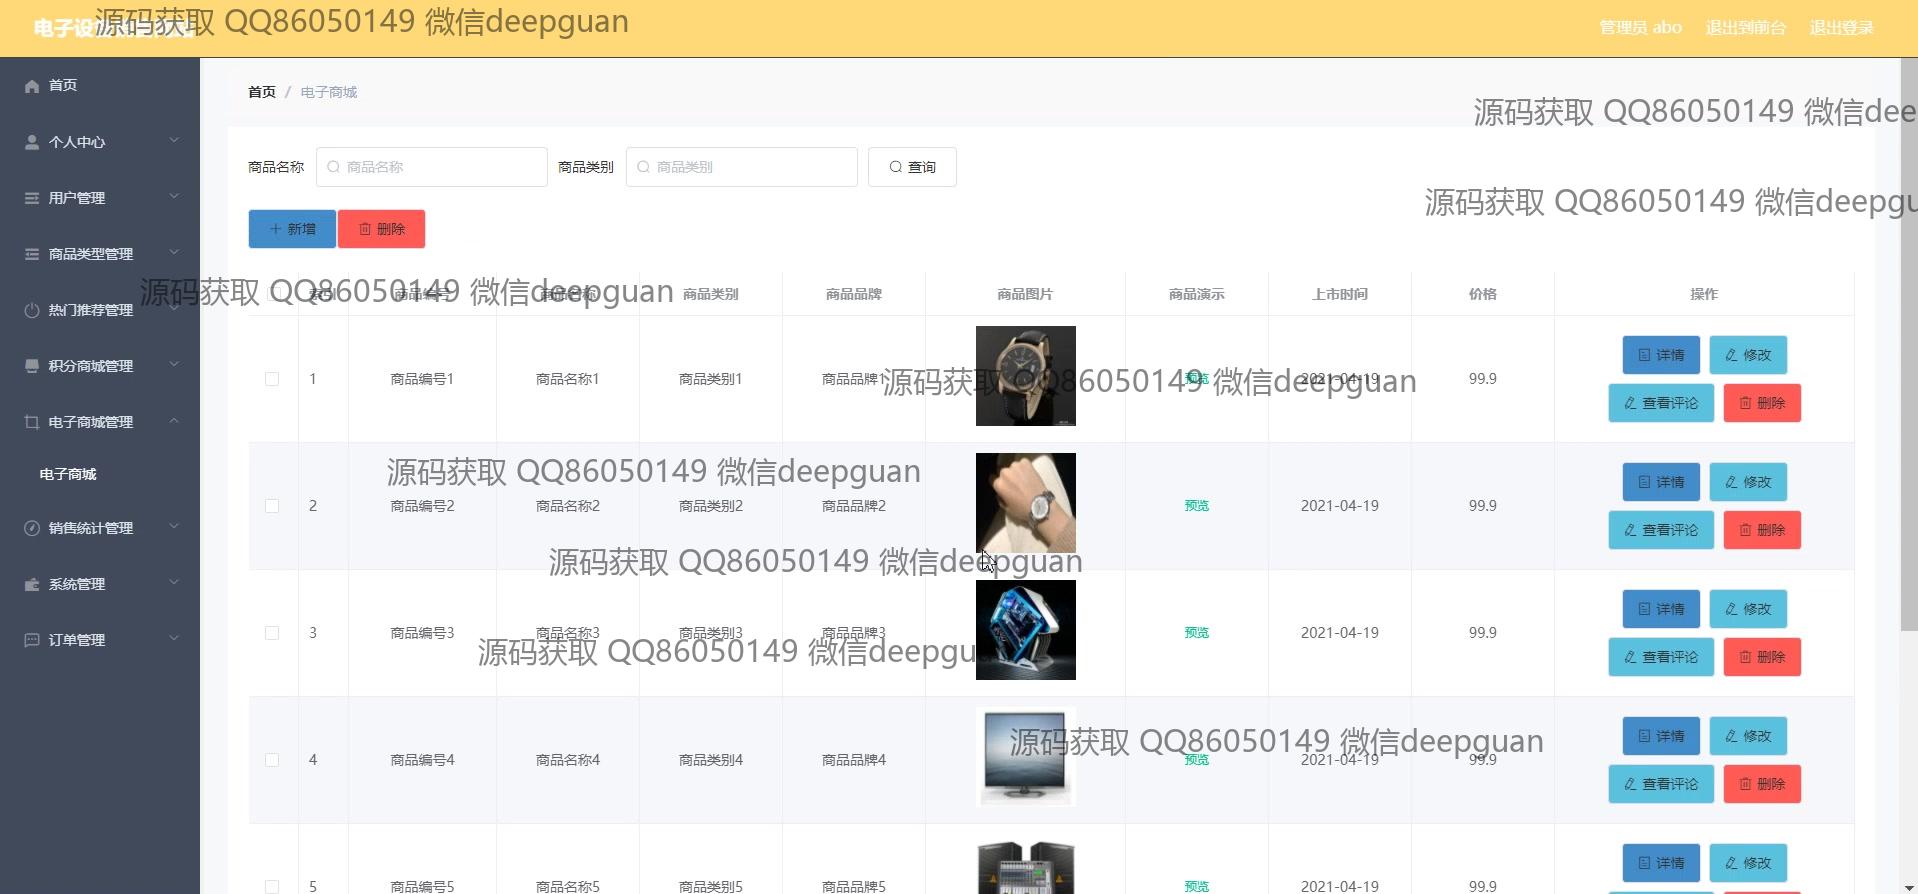 电子设
源码获取 QQ86050149 微信deepguan
管理员 abo 退出到前台 退出登录
首页
个人中心
用户管理
商品类型管理
热门推荐管理
积分商城管理
电子商城管理
电子商城
销售统计管理
系统管理
订单管理
首页 / 电子商城
源码获取 QQ86050149 微信dee
商品名称 商品名称 商品类别 商品类别 查询
源码获取 QQ86050149 微信deepgu
新增 删除
源码获取 QQ86050149 微信deepguan
索引 商品编号 商品名称 商品类别 商品品牌 商品图片 商品演示 上市时间 价格 操作
1 商品编号1 商品名称1 商品类别1 商品品牌1 预览 2021-04-19 99.9 详情 修改
查看评论 删除
源码获取 QQ86050149 微信deepguan
源码获取 QQ86050149 微信deepguan
2 商品编号2 商品名称2 商品类别2 商品品牌2 预览 2021-04-19 99.9 详情 修改
查看评论 删除
源码获取 QQ86050149 微信deepguan
3 商品编号3 商品名称3 商品类别3 商品品牌3 预览 2021-04-19 99.9 详情 修改
查看评论 删除
源码获取 QQ86050149 微信deepgua
4 商品编号4 商品名称4 商品类别4 商品品牌4 预览 2021-04-19 99.9 详情 修改
查看评论 删除
源码获取 QQ86050149 微信deepguan
5 商品编号5 商品名称5 商品类别5 商品品牌5 预览 2021-04-19 99.9 详情 修改